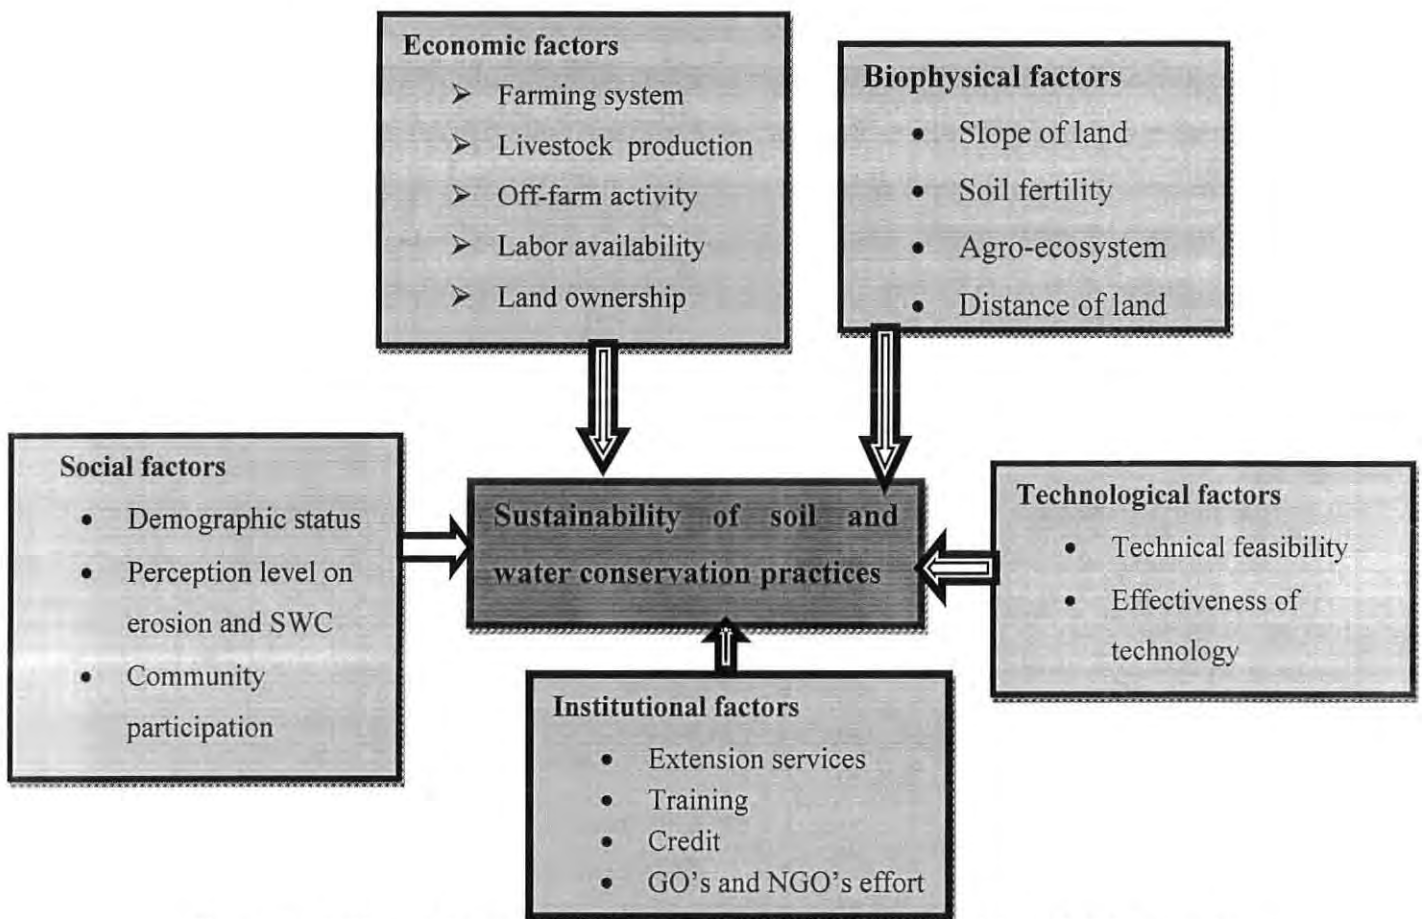 Economic factors
➢ Farming system
➢ Livestock production
➢ Off-farm activity
➢ Labor availability
➢ Land ownership
Biophysical factors
• Slope of land
• Soil fertility
• Agro-ecosystem
• Distance of land
Social factors
• Demographic status
• Perception level on
erosion and SWC
• Community
participation
Sustainability of soil and
water conservation practices
Technological factors
• Technical feasibility
• Effectiveness of
technology
Institutional factors
• Extension services
• Training
• Credit
• GO's and NGO's effort